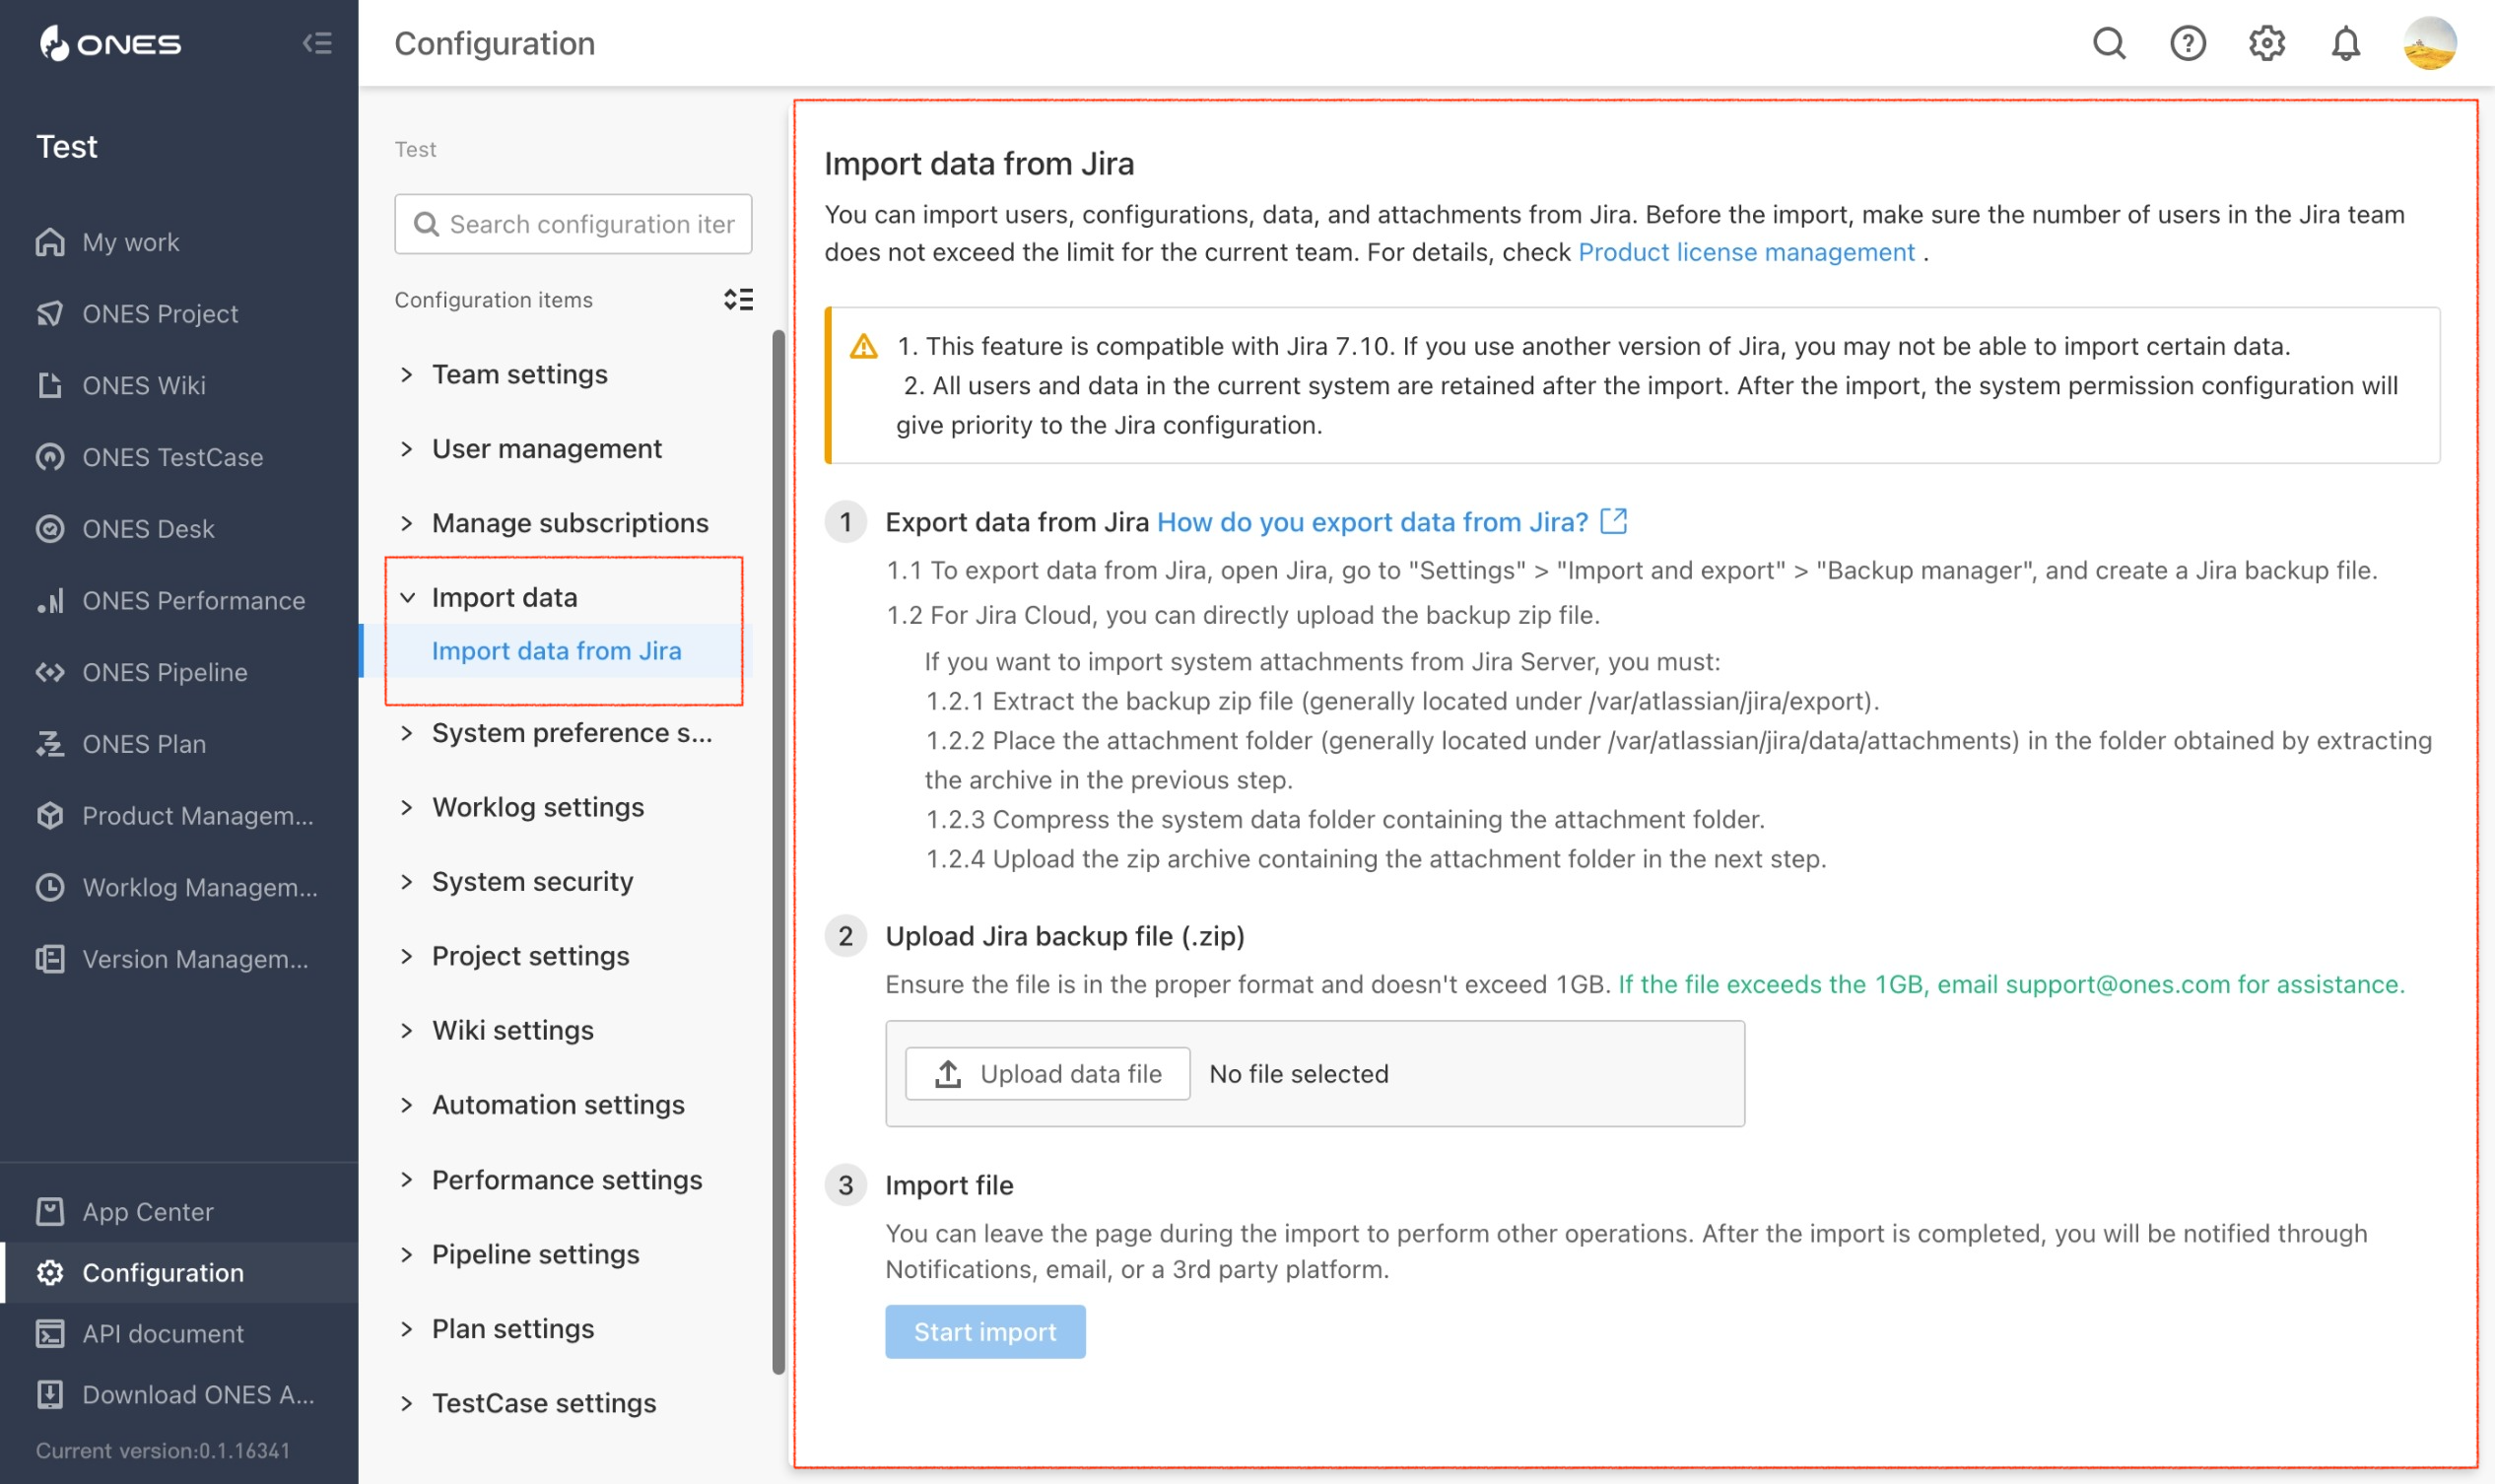 ONES
Configuration
Test
My work
ONES Project
ONES Wiki
ONES TestCase
ONES Desk
ONES Performance
ONES Pipeline
ONES Plan
Product Managem...
Worklog Managem...
Version Managem...
App Center
Configuration
API document
Download ONES A...
Current version:0.1.16341
Test
Search configuration iter
Configuration items
Team settings
User management
Manage subscriptions
Import data
Import data from Jira
System preference s...
Worklog settings
System security
Project settings
Wiki settings
Automation settings
Performance settings
Pipeline settings
Plan settings
TestCase settings
Import data from Jira
You can import users, configurations, data, and attachments from Jira. Before the import, make sure the number of users in the Jira team
does not exceed the limit for the current team. For details, check Product license management .
1. This feature is compatible with Jira 7.10. If you use another version of Jira, you may not be able to import certain data.
2. All users and data in the current system are retained after the import. After the import, the system permission configuration will
give priority to the Jira configuration.
1 Export data from Jira How do you export data from Jira?
1.1 To export data from Jira, open Jira, go to "Settings" > "Import and export" > "Backup manager", and create a Jira backup file.
1.2 For Jira Cloud, you can directly upload the backup zip file.
If you want to import system attachments from Jira Server, you must:
1.2.1 Extract the backup zip file (generally located under /var/atlassian/jira/export).
1.2.2 Place the attachment folder (generally located under /var/atlassian/jira/data/attachments) in the folder obtained by extracting
the archive in the previous step.
1.2.3 Compress the system data folder containing the attachment folder.
1.2.4 Upload the zip archive containing the attachment folder in the next step.
2 Upload Jira backup file (.zip)
Ensure the file is in the proper format and doesn't exceed 1GB. If the file exceeds the 1GB, email support@ones.com for assistance.
Upload data file No file selected
3 Import file
You can leave the page during the import to perform other operations. After the import is completed, you will be notified through
Notifications, email, or a 3rd party platform.
Start import